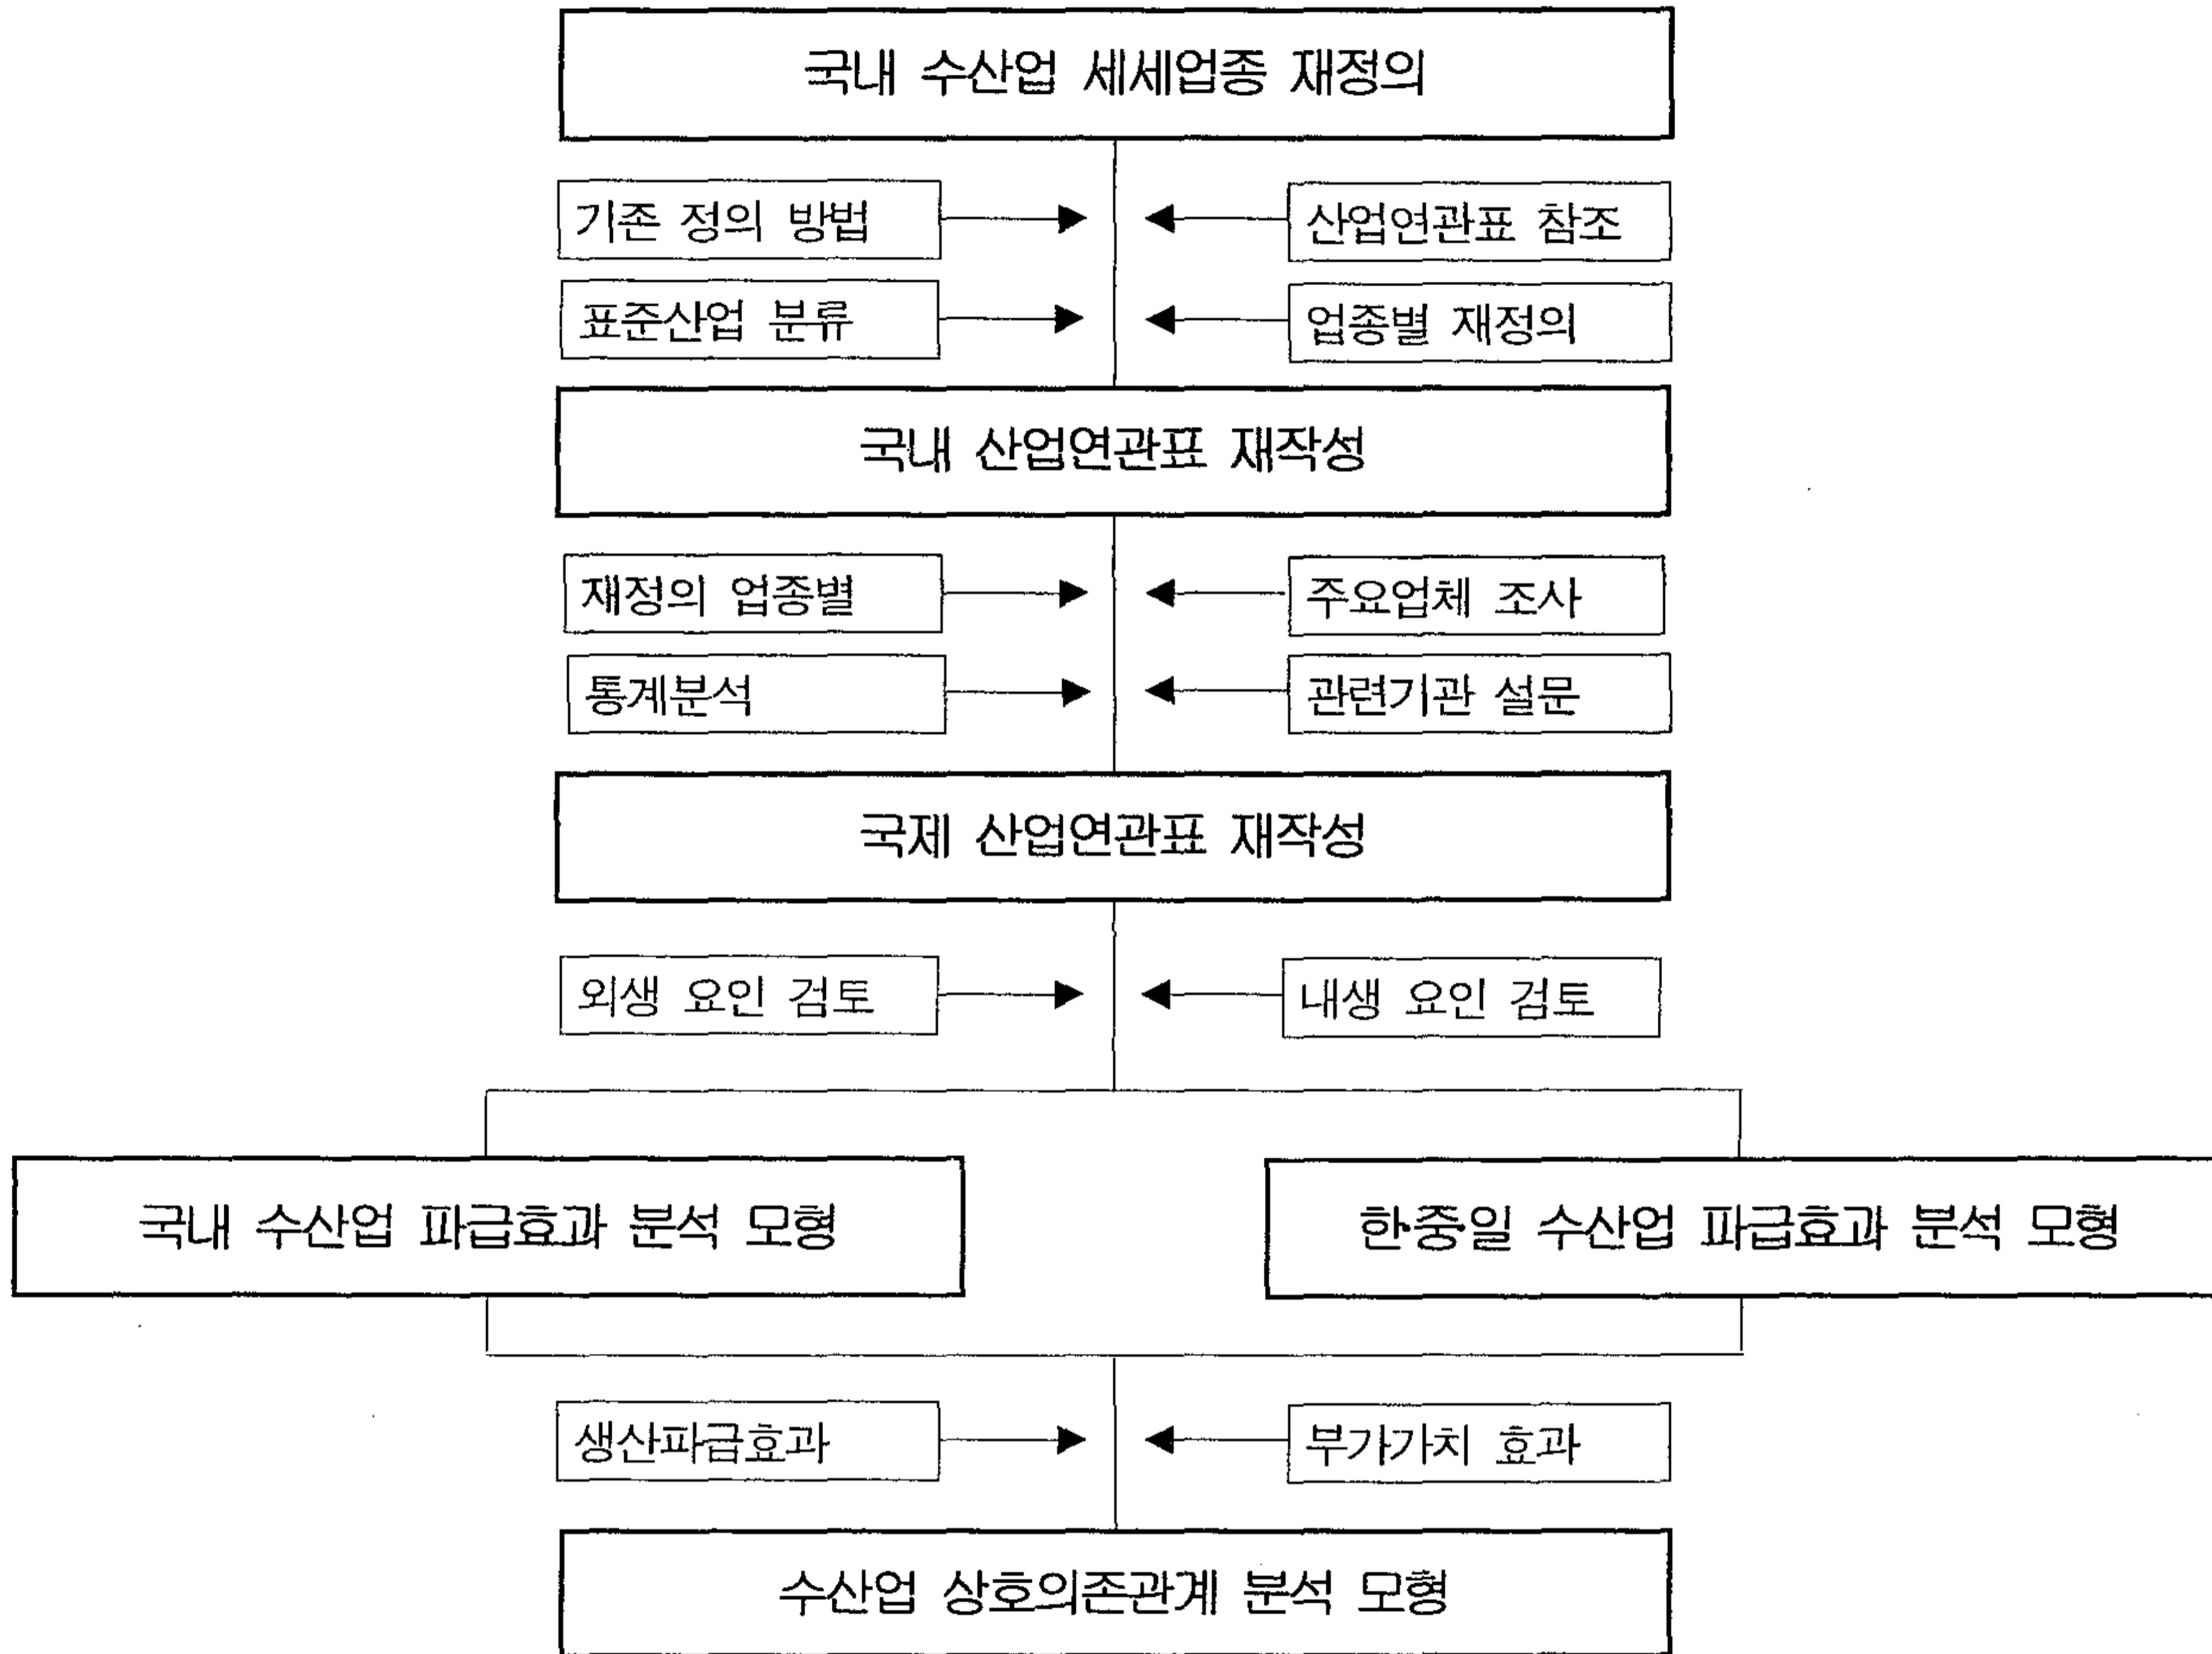 국내 수산업 세세업종 재정의
기존 정의 방법
산업연관표 참조
표준산업 분류
업종별 재정의
국내 산업연관표 재작성
재정의 업종별
주요업체 조사
통계분석
관련기관 설문
국제 산업연관표 재작성
외생 요인 검토
내생 요인 검토
국내 수산업 파급효과 분석 모형
한·중·일 수산업 파급효과 분석 모형
생산파급효과
부가가치 효과
수산업 상호의존관계 분석 모형